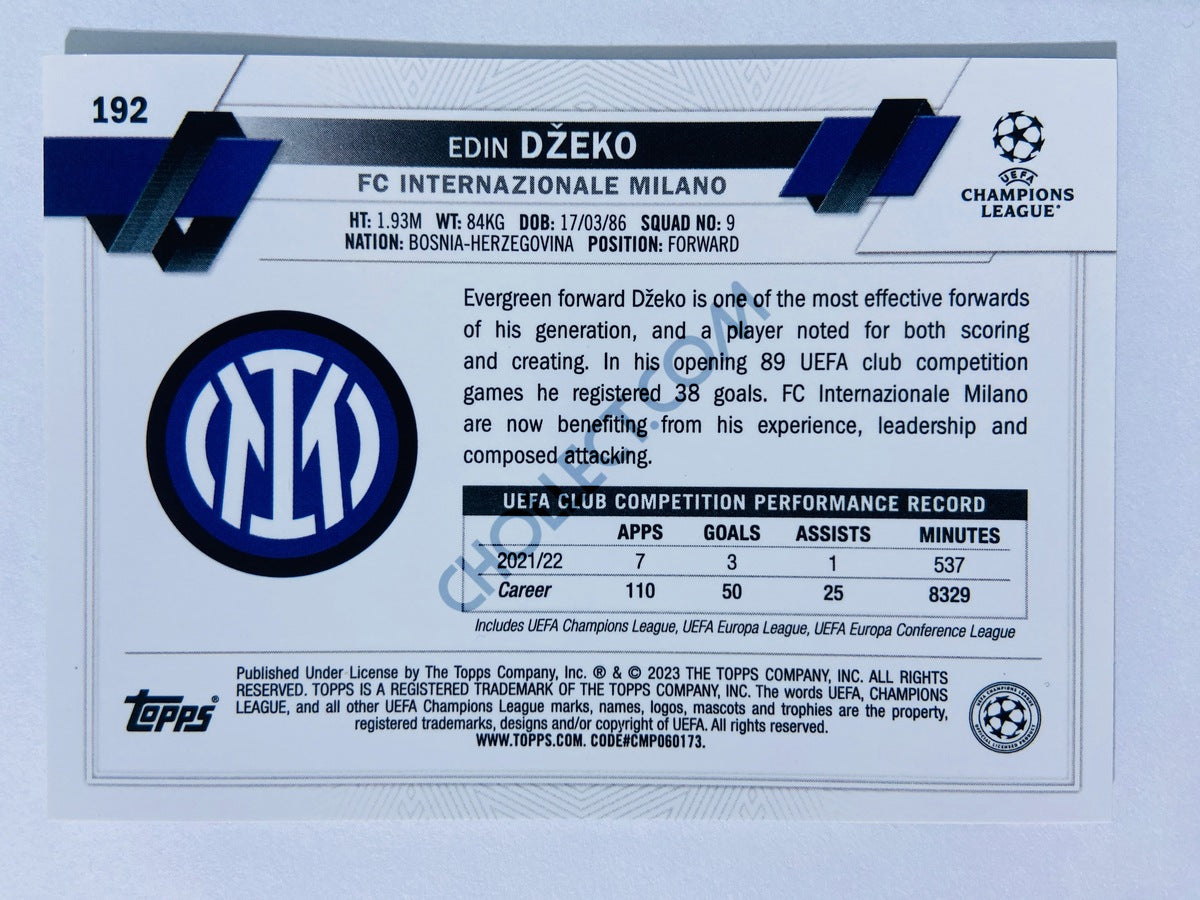 192
EDIN DŽEKO
FC INTERNAZIONALE MILANO
HT: 1.93M WT: 84KG DOB: 17/03/86 SQUAD NO: 9
NATION: BOSNIA-HERZEGOVINA POSITION: FORWARD
UEFA
CHAMPIONS
LEAGUE®
Evergreen forward Džeko is one of the most effective forwards
of his generation, and a player noted for both scoring
and creating. In his opening 89 UEFA club competition
games he registered 38 goals. FC Internazionale Milano
are now benefiting from his experience, leadership and
composed attacking.
UEFA CLUB COMPETITION PERFORMANCE RECORD
APPS GOALS ASSISTS MINUTES
2021/22 7 3 1 537
Career 110 50 25 8329
Includes UEFA Champions League, UEFA Europa League, UEFA Europa Conference League
CHOLLECT.COM
Published Under License by The Topps Company, Inc. ® & © 2023 THE TOPPS COMPANY, INC. ALL RIGHTS
RESERVED. TOPPS IS A REGISTERED TRADEMARK OF THE TOPPS COMPANY, INC. The words UEFA, CHAMPIONS
LEAGUE, and all other UEFA Champions League marks, names, logos, mascots and trophies are the property,
registered trademarks, designs and/or copyright of UEFA. All rights reserved.
WWW.TOPPS.COM. CODE#CMP060173.
topps®
UEFA CHAMPIONS LEAGUE
OFFICIAL LICENSED PRODUCT